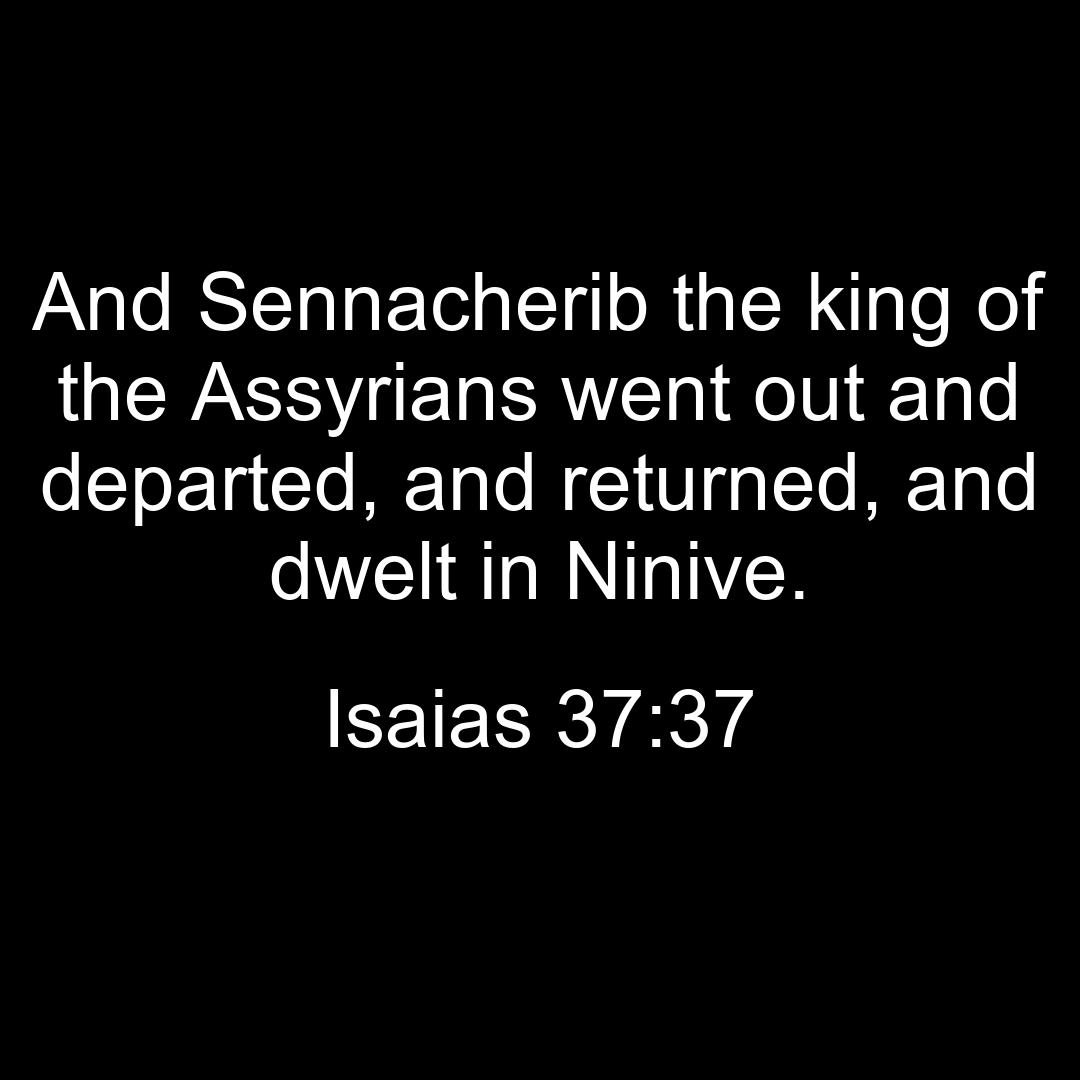 And Sennacherib the king of
the Assyrians went out and
departed, and returned, and
dwelt in Ninive.
Isaias 37:37